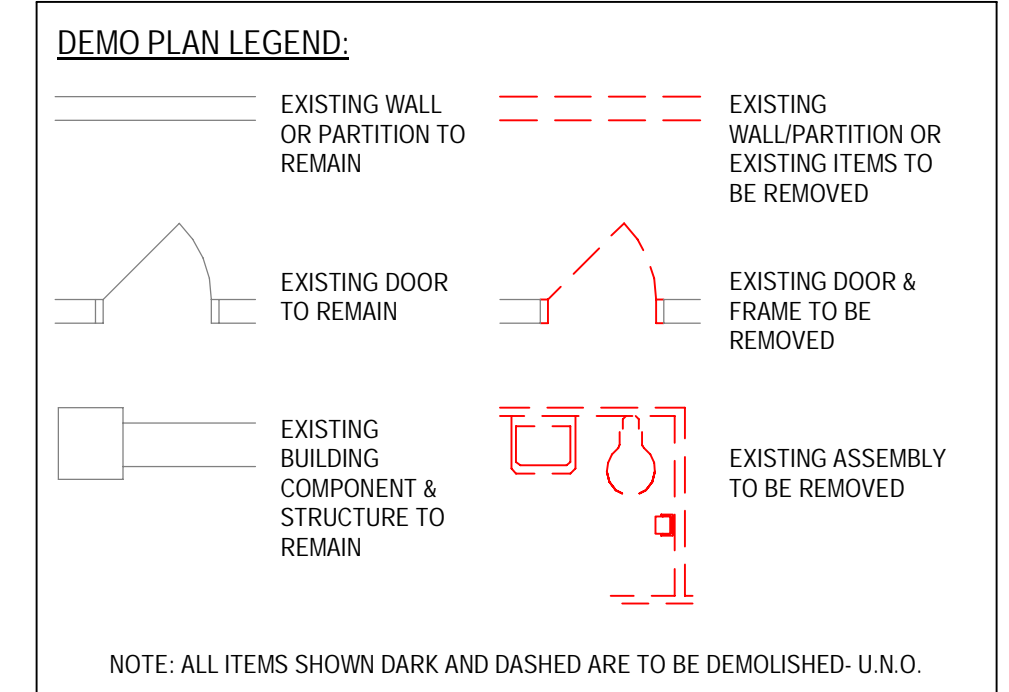 DEMO PLAN LEGEND:
EXISTING WALL
OR PARTITION TO
REMAIN
EXISTING
WALL/PARTITION OR
EXISTING ITEMS TO
BE REMOVED
EXISTING DOOR
TO REMAIN
EXISTING DOOR &
FRAME TO BE
REMOVED
EXISTING
BUILDING
COMPONENT &
STRUCTURE TO
REMAIN
EXISTING ASSEMBLY
TO BE REMOVED
NOTE: ALL ITEMS SHOWN DARK AND DASHED ARE TO BE DEMOLISHED- U.N.O.